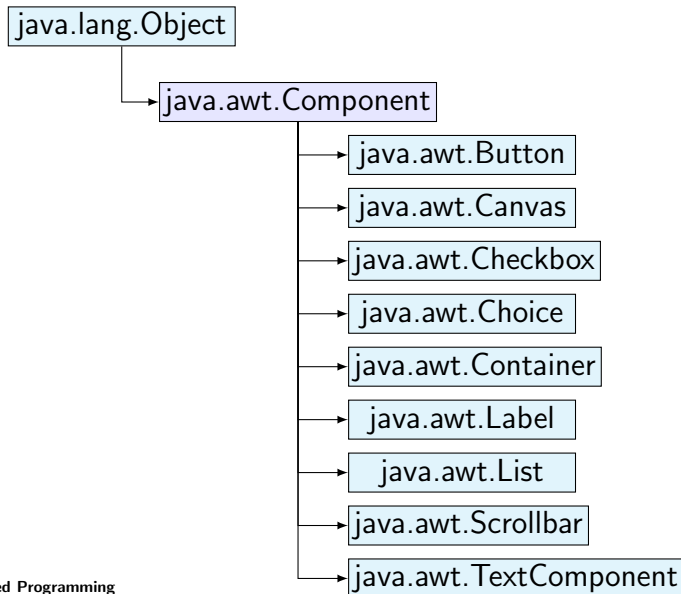 java.lang.Object
java.awt.Component
java.awt.Button
java.awt.Canvas
java.awt.Checkbox
java.awt.Choice
java.awt.Container
java.awt.Label
java.awt.List
java.awt.Scrollbar
java.awt.TextComponent
Programming